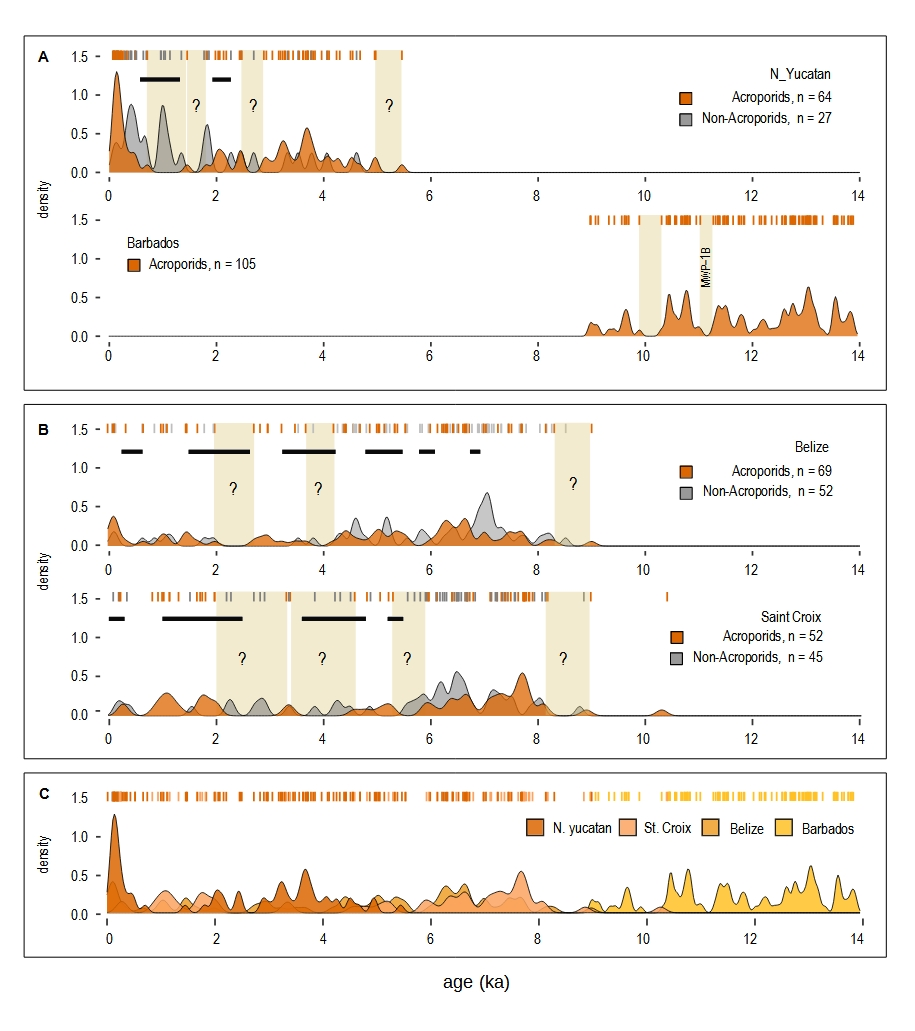 A
1.5
1.0
0.5
0.0
? ? ?
N_Yucatan
Acroporids, n = 64
Non-Acroporids, n = 27
0 2 4 6 8 10 12 14
density
1.5
1.0
0.5
0.0
Barbados
Acroporids, n = 105
MWP–1B
0 2 4 6 8 10 12 14
B
1.5
1.0
0.5
0.0
? ? ?
Belize
Acroporids, n = 69
Non-Acroporids, n = 52
0 2 4 6 8 10 12 14
density
1.5
1.0
0.5
0.0
? ? ? ?
Saint Croix
Acroporids, n = 52
Non-Acroporids, n = 45
0 2 4 6 8 10 12 14
C
1.5
1.0
0.5
0.0
density
N. yucatan St. Croix Belize Barbados
0 2 4 6 8 10 12 14
age (ka)